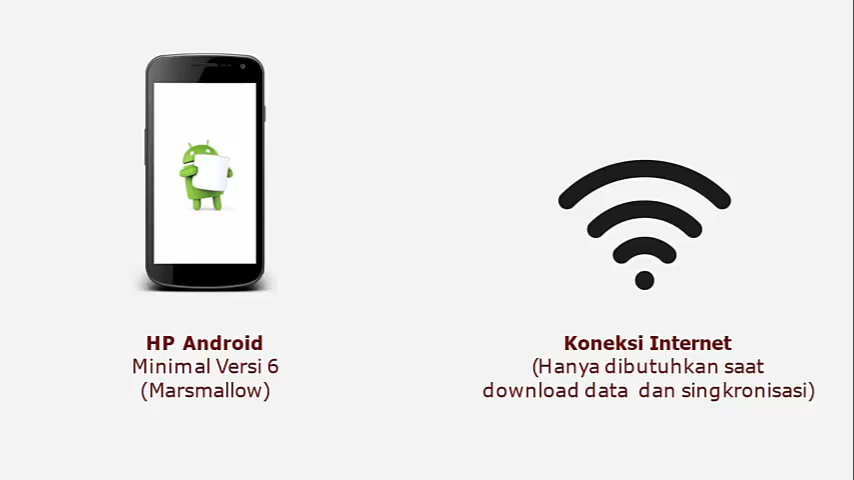 HP Android
Minimal Versi 6
(Marsmallow)
Koneksi Internet
(Hanya dibutuhkan saat
download data dan singkronisasi)